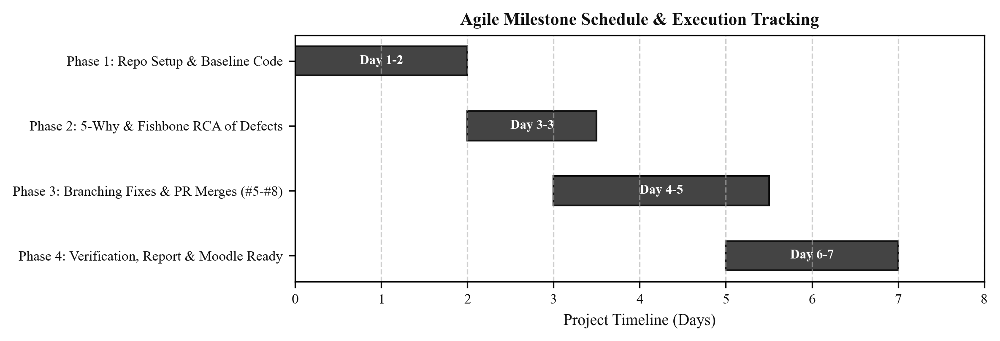 Agile Milestone Schedule & Execution Tracking
Phase 1: Repo Setup & Baseline Code
Day 1-2
Phase 2: 5-Why & Fishbone RCA of Defects
Day 3-3
Phase 3: Branching Fixes & PR Merges (#5-#8)
Day 4-5
Phase 4: Verification, Report & Moodle Ready
Day 6-7
0 1 2 3 4 5 6 7 8
Project Timeline (Days)